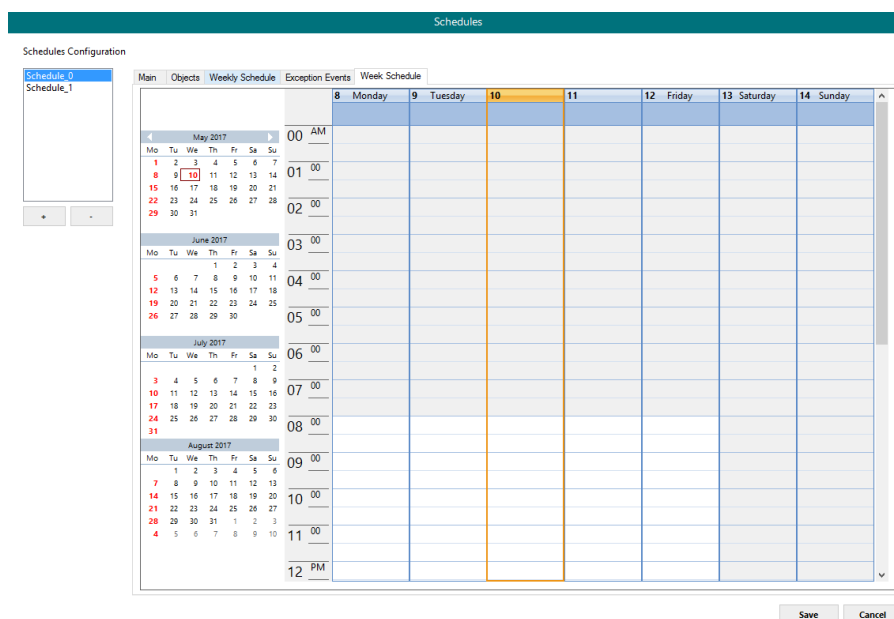 Schedules
Schedules Configuration
Schedule_0
Schedule_1
+ -
Main Objects Weekly Schedule Exception Events Week Schedule
8 Monday 9 Tuesday 10 11 12 Friday 13 Saturday 14 Sunday
May 2017
Mo Tu We Th Fr Sa Su
1 2 3 4 5 6 7
8 9 10 11 12 13 14
15 16 17 18 19 20 21
22 23 24 25 26 27 28
29 30 31
June 2017
Mo Tu We Th Fr Sa Su
1 2 3 4
5 6 7 8 9 10 11
12 13 14 15 16 17 18
19 20 21 22 23 24 25
26 27 28 29 30
July 2017
Mo Tu We Th Fr Sa Su
1 2
3 4 5 6 7 8 9
10 11 12 13 14 15 16
17 18 19 20 21 22 23
24 25 26 27 28 29 30
31
August 2017
Mo Tu We Th Fr Sa Su
1 2 3 4 5 6
7 8 9 10 11 12 13
14 15 16 17 18 19 20
21 22 23 24 25 26 27
28 29 30 31 1 2 3
4 5 6 7 8 9 10
00 AM
01 00
02 00
03 00
04 00
05 00
06 00
07 00
08 00
09 00
10 00
11 00
12 PM
Save Cancel